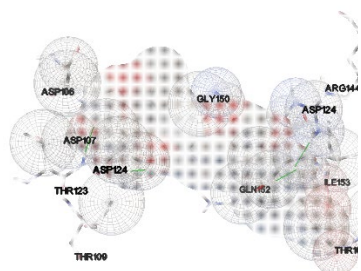 ARG144
ASP106
GLY150
ASP124
ASP107
ASP124
ILE153
THR123
GLN152
THR109